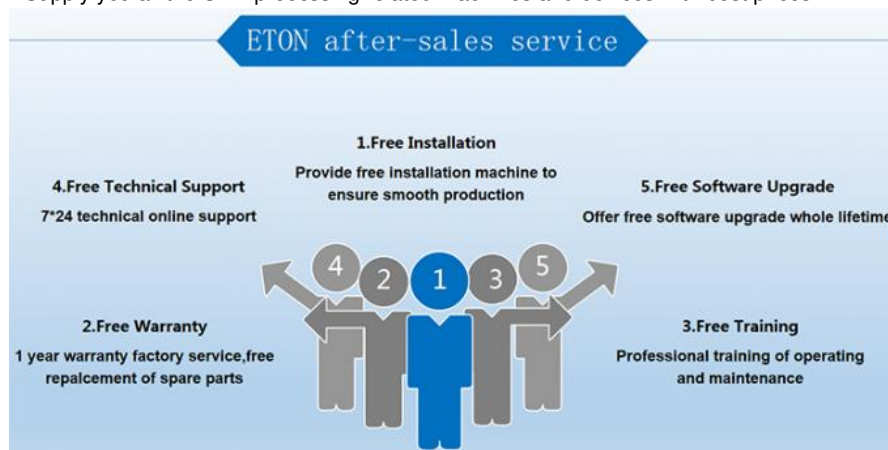 ETON after-sales service
1.Free Installation
Provide free installation machine to
ensure smooth production
4.Free Technical Support
7*24 technical online support
5.Free Software Upgrade
Offer free software upgrade whole lifetime
4
2
1
3
5
2.Free Warranty
1 year warranty factory service,free
repalcement of spare parts
3.Free Training
Professional training of operating
and maintenance